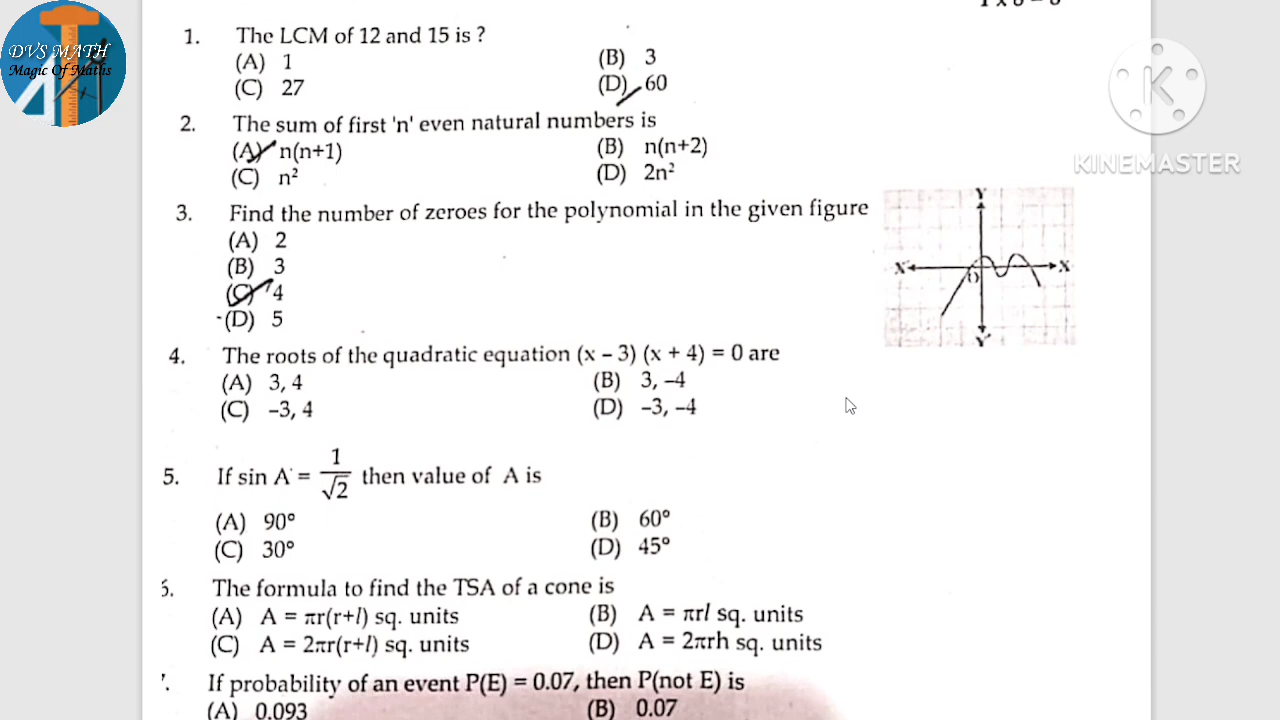 DVS MATH
Magic Of Maths
KINEMASTER
1. The LCM of 12 and 15 is ?
(A) 1 (B) 3
(C) 27 (D) 60
2. The sum of first 'n' even natural numbers is
(A) n(n+1) (B) n(n+2)
(C) n² (D) 2n²
3. Find the number of zeroes for the polynomial in the given figure
(A) 2
(B) 3
(C) 4
(D) 5
Y
X' O X
Y'
4. The roots of the quadratic equation (x – 3) (x + 4) = 0 are
(A) 3, 4 (B) 3, –4
(C) –3, 4 (D) –3, –4
5. If sin A = 1/√2 then value of A is
(A) 90° (B) 60°
(C) 30° (D) 45°
6. The formula to find the TSA of a cone is
(A) A = πr(r+l) sq. units (B) A = πrl sq. units
(C) A = 2πr(r+l) sq. units (D) A = 2πrh sq. units
If probability of an event P(E) = 0.07, then P(not E) is
(A) 0.093 (B) 0.07